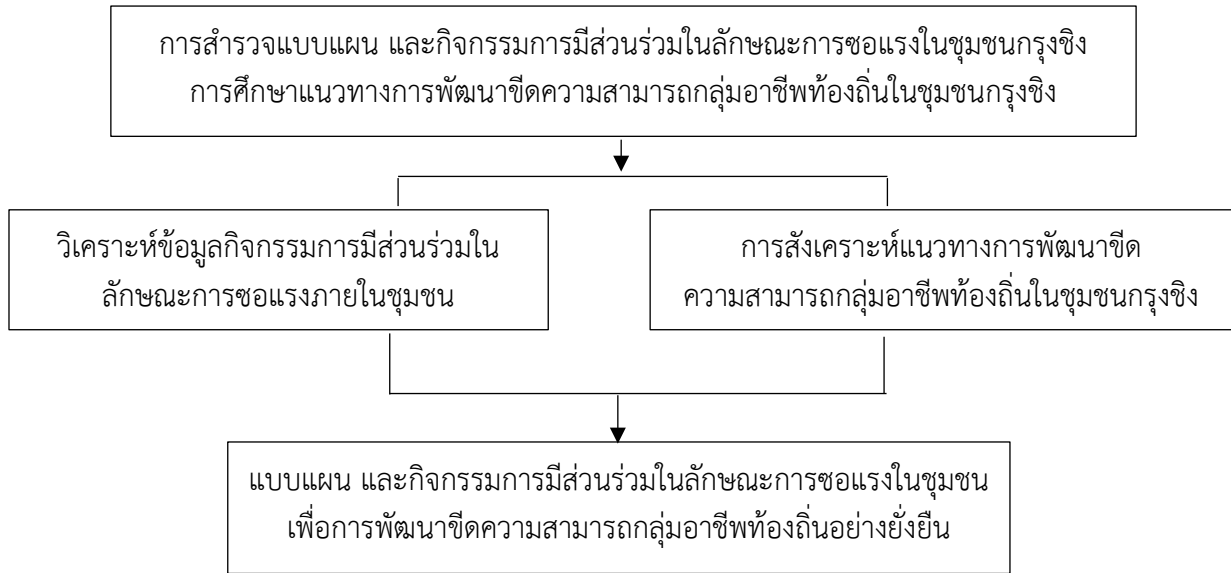 การสำรวจแบบแผน และกิจกรรมการมีส่วนร่วมในลักษณะการซอแรงในชุมชนกรุงชิง
การศึกษาแนวทางการพัฒนาขีดความสามารถกลุ่มอาชีพท้องถิ่นในชุมชนกรุงชิง
วิเคราะห์ข้อมูลกิจกรรมการมีส่วนร่วมใน
ลักษณะการซอแรงภายในชุมชน
การสังเคราะห์แนวทางการพัฒนาขีด
ความสามารถกลุ่มอาชีพท้องถิ่นในชุมชนกรุงชิง
แบบแผน และกิจกรรมการมีส่วนร่วมในลักษณะการซอแรงในชุมชน
เพื่อการพัฒนาขีดความสามารถกลุ่มอาชีพท้องถิ่นอย่างยั่งยืน